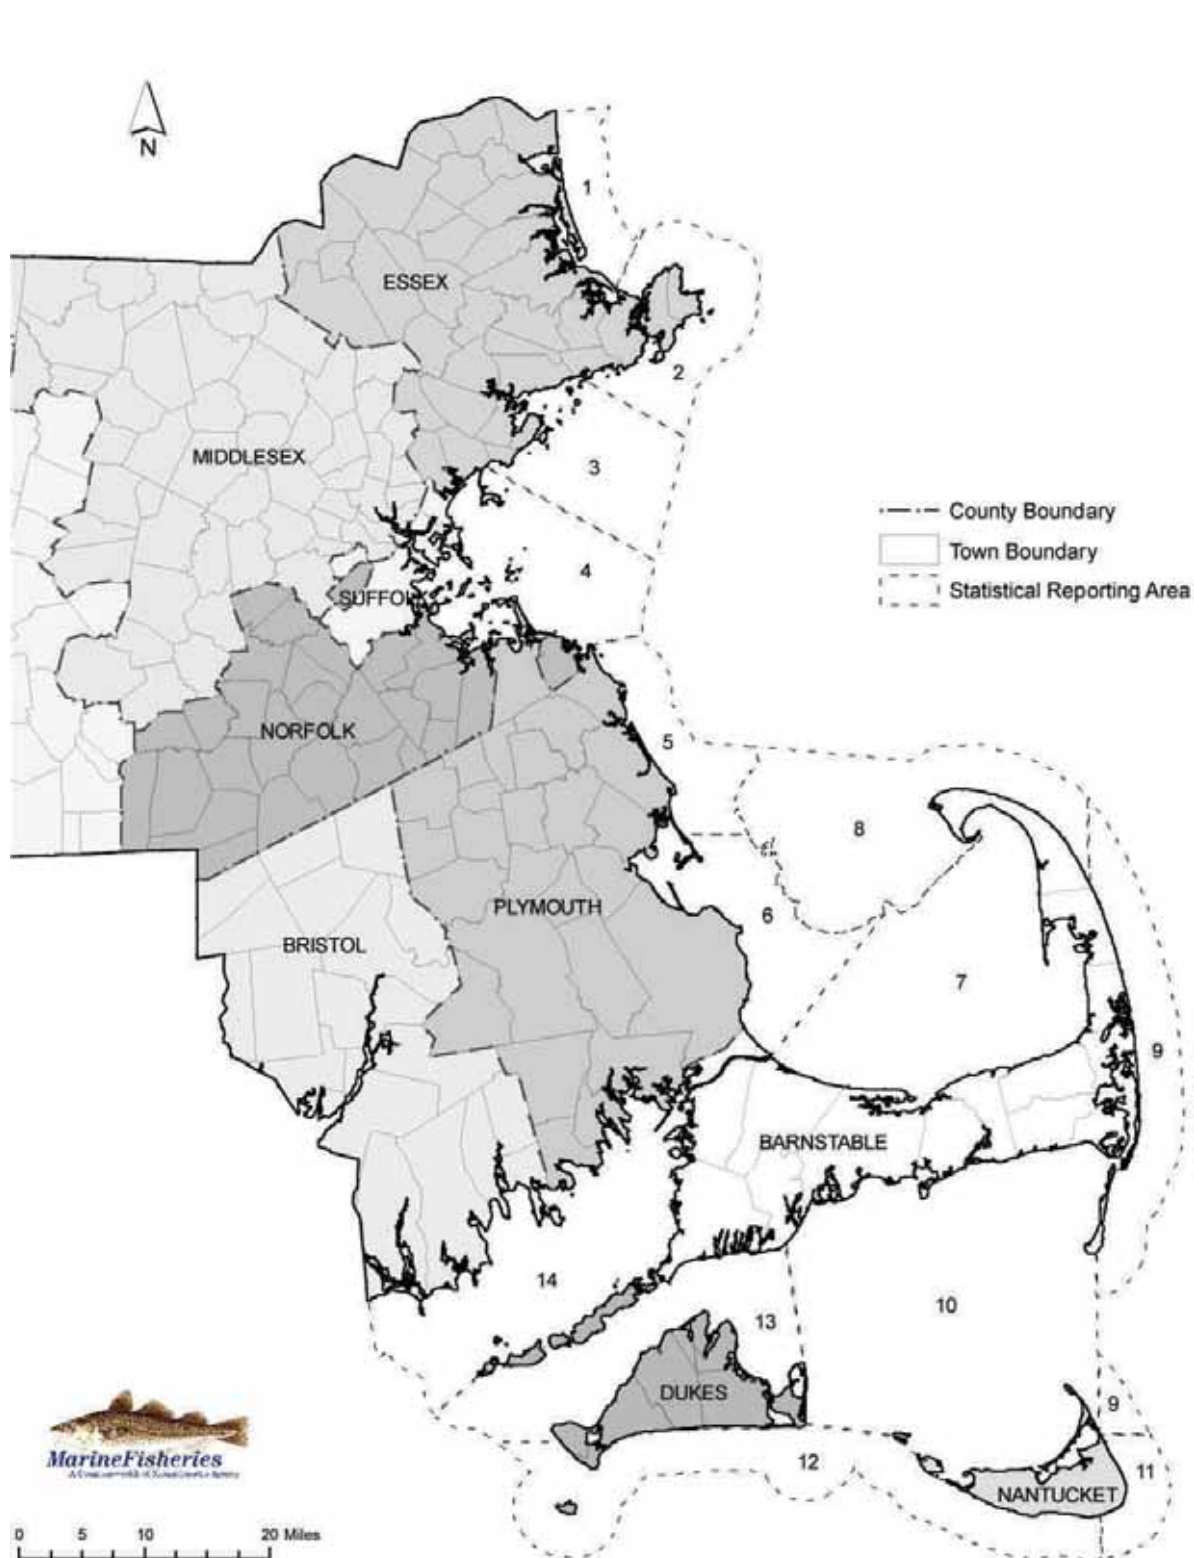 N
1
ESSEX
2
MIDDLESEX
3
County Boundary
Town Boundary
4
Statistical Reporting Area
SUFFOLK
NORFOLK
5
8
PLYMOUTH
6
BRISTOL
7
9
BARNSTABLE
14
10
13
DUKES
9
MarineFisheries
12
11
NANTUCKET
0 5 10 20 Miles